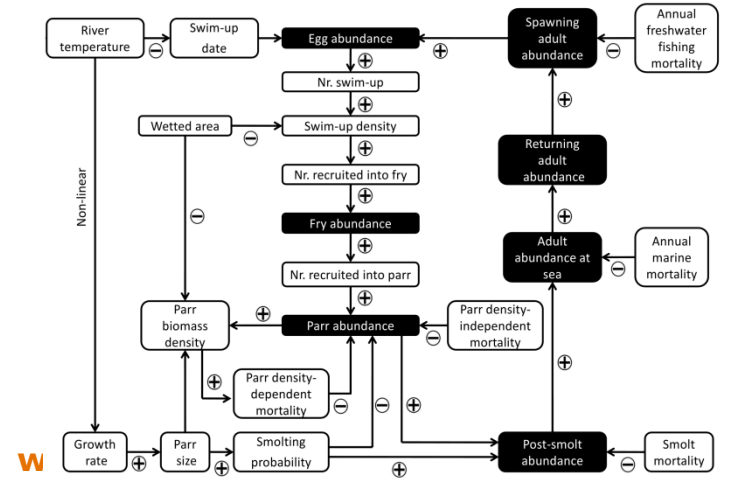 River
temperature
Swim-up
date
Egg abundance
Spawning
adult
abundance
Annual
freshwater
fishing
mortality
Nr. swim-up
Wetted area
Swim-up density
Nr. recruited into fry
Returning
adult
abundance
Non-linear
Fry abundance
Nr. recruited into parr
Adult
abundance at
sea
Annual
marine
mortality
Parr
biomass
density
Parr abundance
Parr density-
independent
mortality
Parr density-
dependent
mortality
Growth
rate
Parr
size
Smolting
probability
Post-smolt
abundance
Smolt
mortality
W